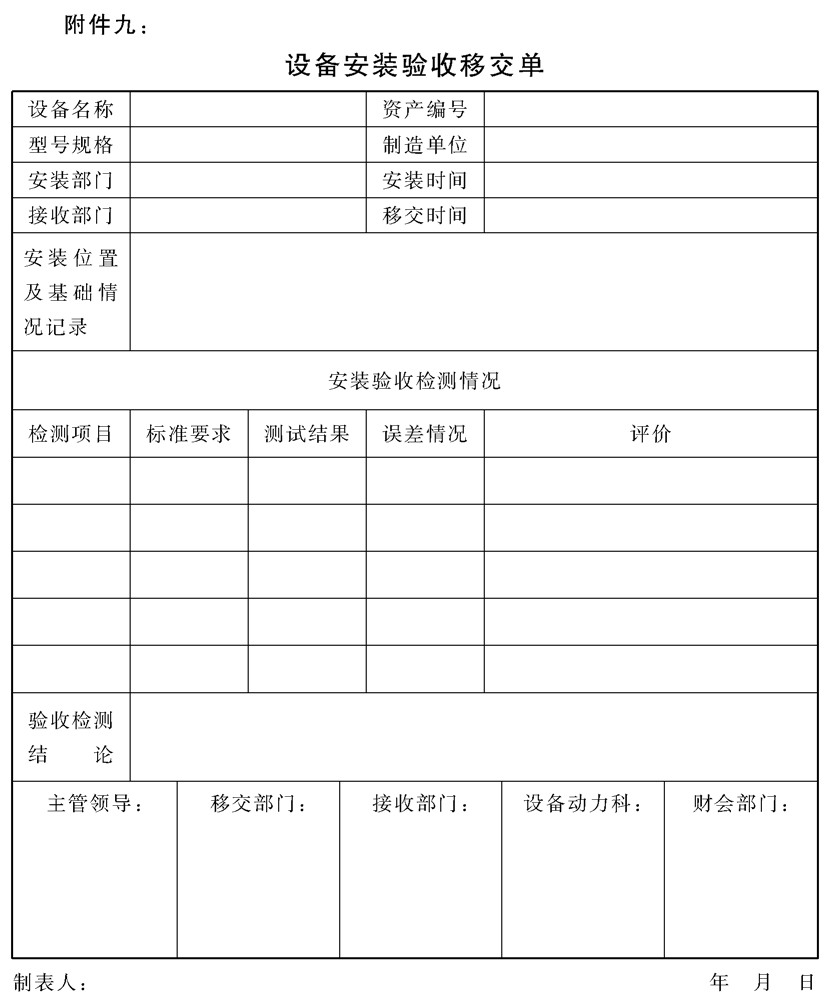 附件九：
设备安装验收移交单
设备名称 资产编号
型号规格 制造单位
安装部门 安装时间
接收部门 移交时间
安装位置
及基础情
况记录
安装验收检测情况
检测项目 标准要求 测试结果 误差情况 评价
验收检测
结 论
主管领导： 移交部门： 接收部门： 设备动力科： 财会部门：
制表人： 年 月 日